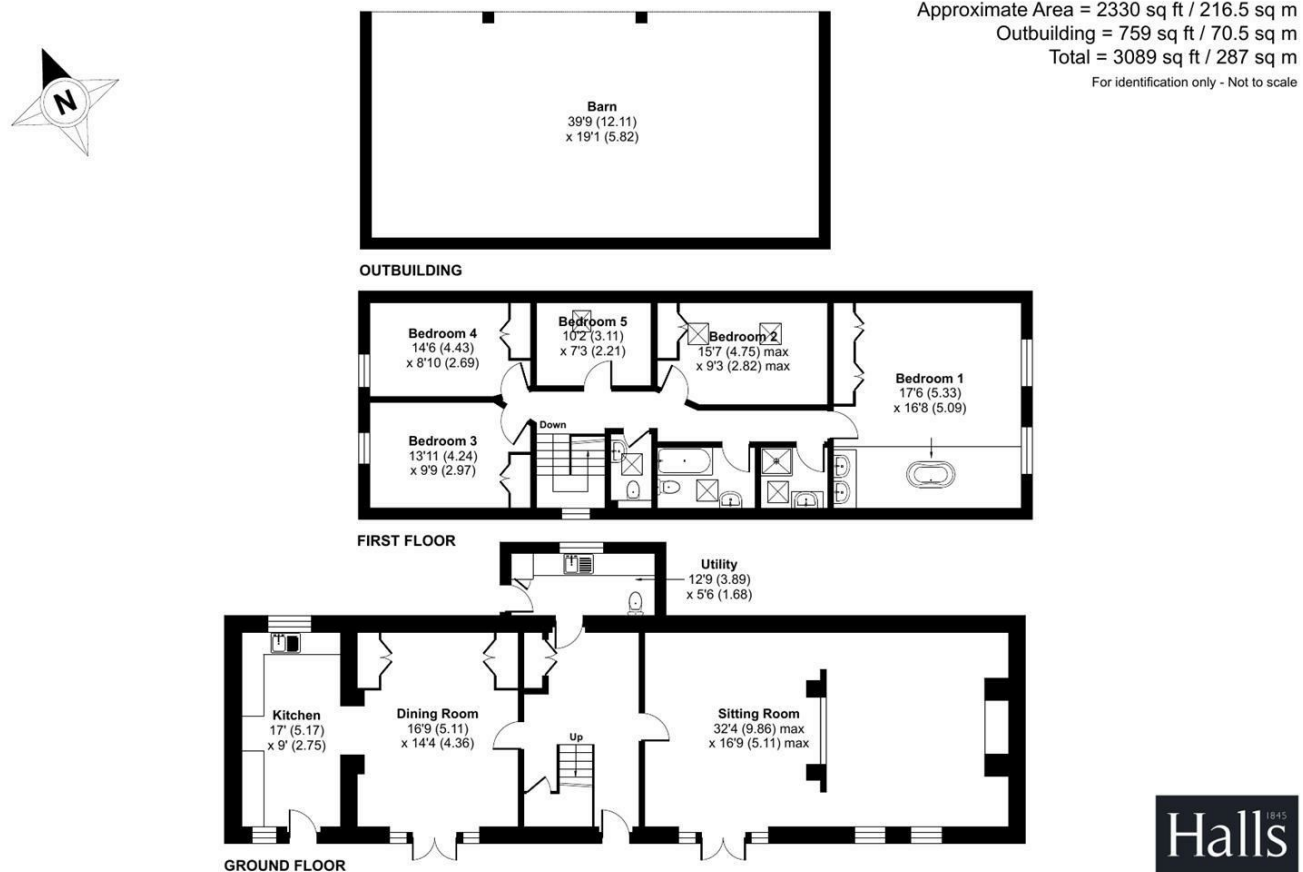 Approximate Area = 2330 sq ft / 216.5 sq m
Outbuilding = 759 sq ft / 70.5 sq m
Total = 3089 sq ft / 287 sq m
For identification only - Not to scale
N
Barn
39'9 (12.11)
x 19'1 (5.82)
OUTBUILDING
Bedroom 4
14'6 (4.43)
x 8'10 (2.69)
Bedroom 5
10'2 (3.11)
x 7'3 (2.21)
Bedroom 2
15'7 (4.75) max
x 9'3 (2.82) max
Bedroom 1
17'6 (5.33)
x 16'8 (5.09)
Bedroom 3
13'11 (4.24)
x 9'9 (2.97)
Down
FIRST FLOOR
Utility
12'9 (3.89)
x 5'6 (1.68)
Kitchen
17' (5.17)
x 9' (2.75)
Dining Room
16'9 (5.11)
x 14'4 (4.36)
Up
Sitting Room
32'4 (9.86) max
x 16'9 (5.11) max
GROUND FLOOR
Halls
1845